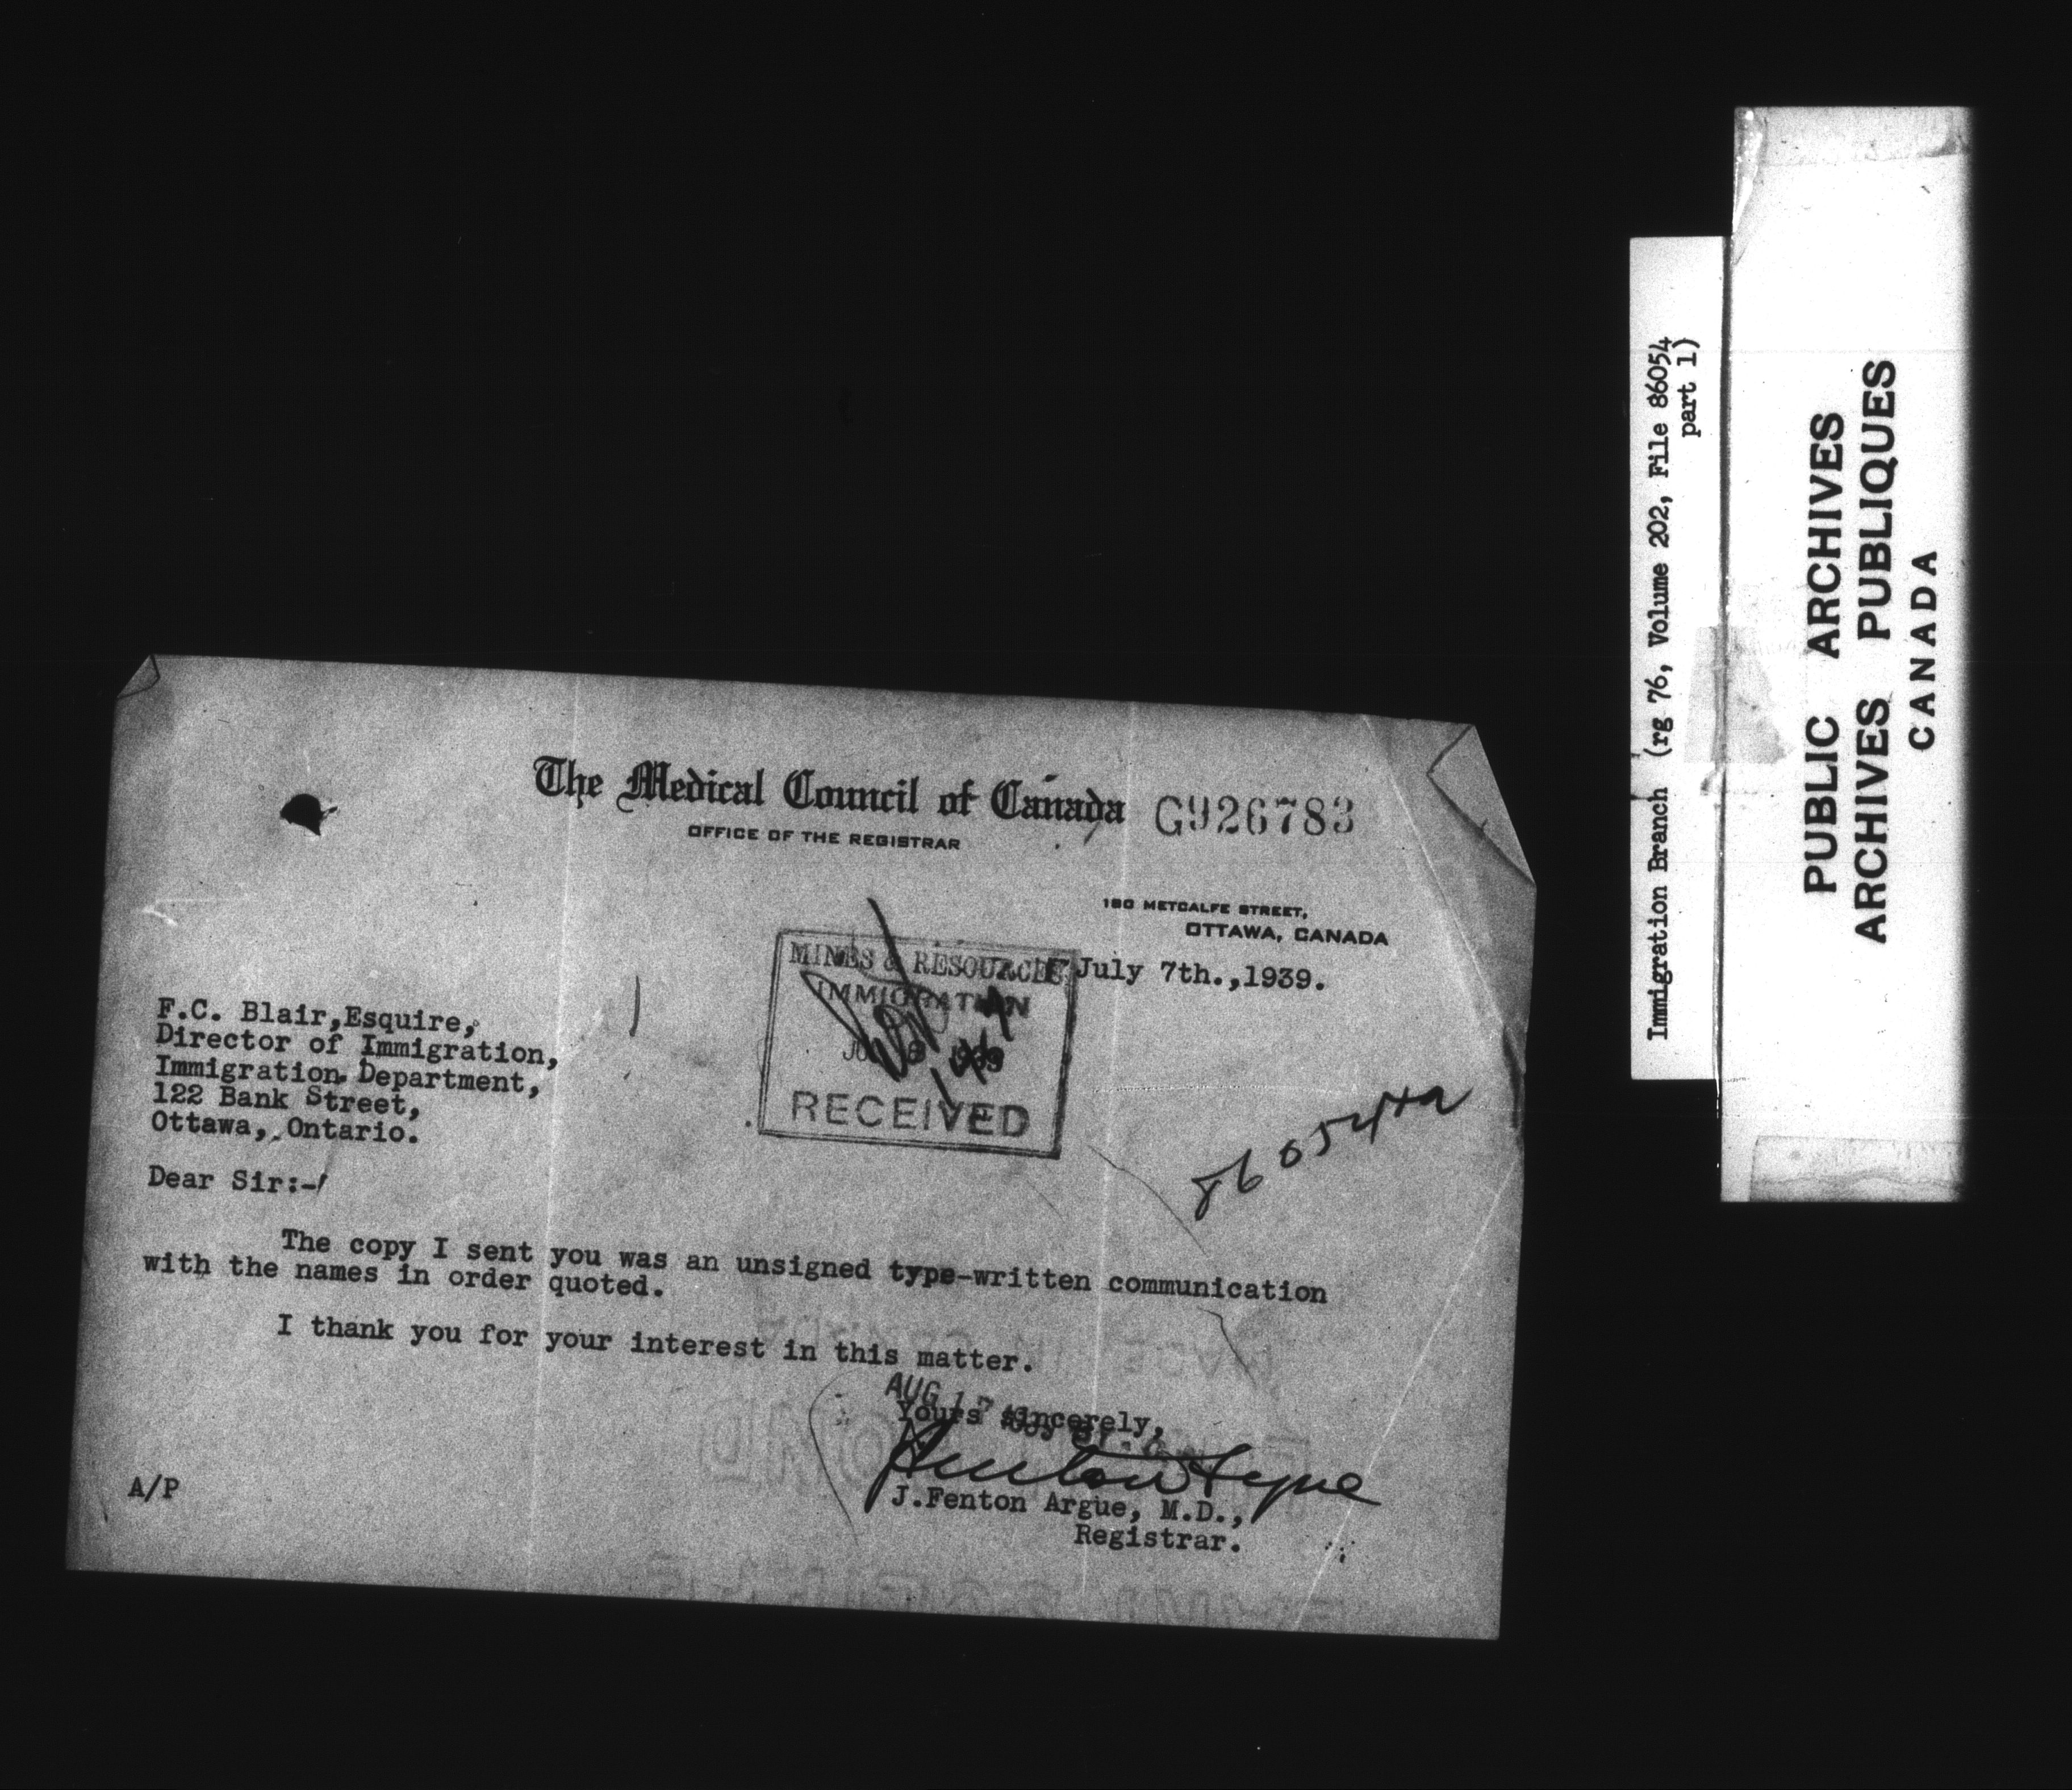 The Medical Council of Canada G926783
OFFICE OF THE REGISTRAR
180 METCALFE STREET,
OTTAWA, CANADA
MINES & RESOURCES
IMMIGRATION
1939
RECEIVED
July 7th.,1939.
F.C. Blair,Esquire,
Director of Immigration,
Immigration Department,
122 Bank Street,
Ottawa, Ontario.
86054
Dear Sir:-
The copy I sent you was an unsigned type-written communication
with the names in order quoted.
I thank you for your interest in this matter.
AUG 17
Yours sincerely,
J.Fenton Argue, M.D.,
Registrar.
A/P
Immigration Branch (rg 76, Volume 202, File 86054
part 1)
PUBLIC ARCHIVES
ARCHIVES PUBLIQUES
CANADA